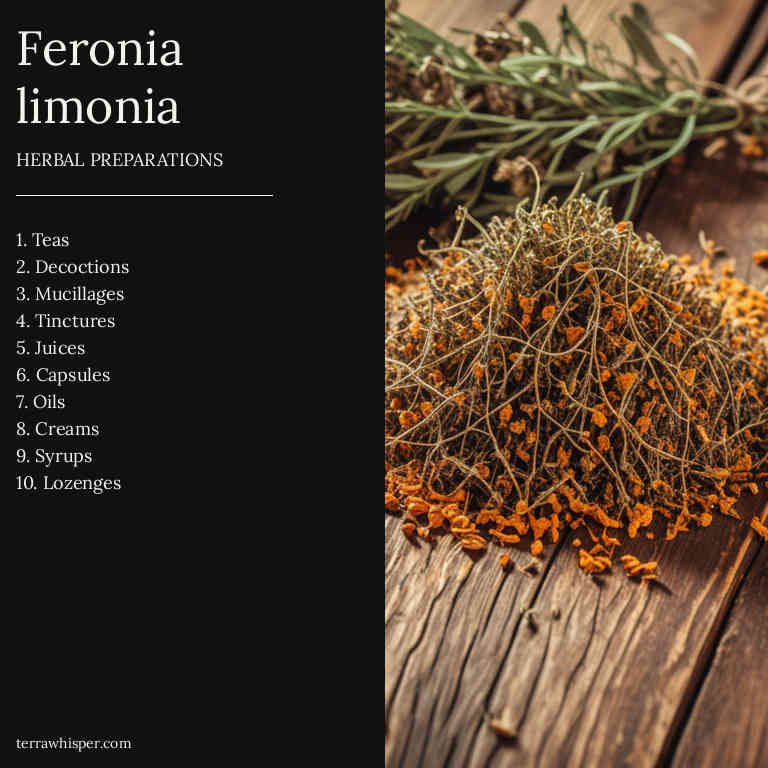 Feronia
limonia
HERBAL PREPARATIONS
1. Teas
2. Decoctions
3. Mucillages
4. Tinctures
5. Juices
6. Capsules
7. Oils
8. Creams
9. Syrups
10. Lozenges
terrawhisper.com